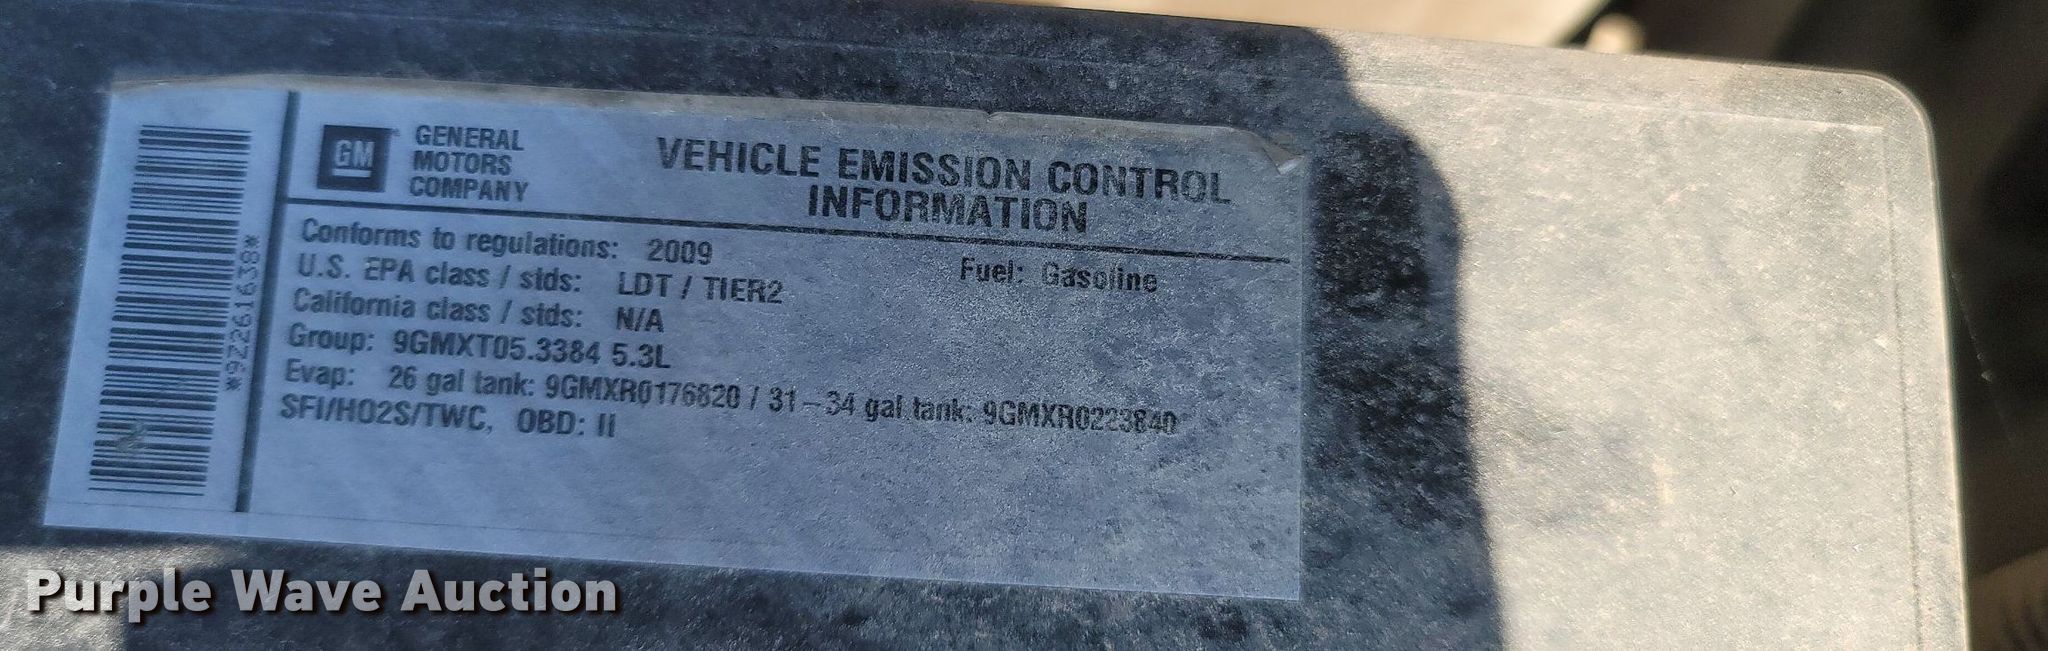 *9Z2261638*
GM
GENERAL
MOTORS
COMPANY
VEHICLE EMISSION CONTROL
INFORMATION
Conforms to regulations: 2009
Fuel: Gasoline
U.S. EPA class / stds: LDT / TIER2
California class / stds: N/A
Group: 9GMXT05.3384 5.3L
Evap: 26 gal tank: 9GMXR0176820 / 31-34 gal tank: 9GMXR0223840
SFI/HO2S/TWC, OBD: II
Purple Wave Auction